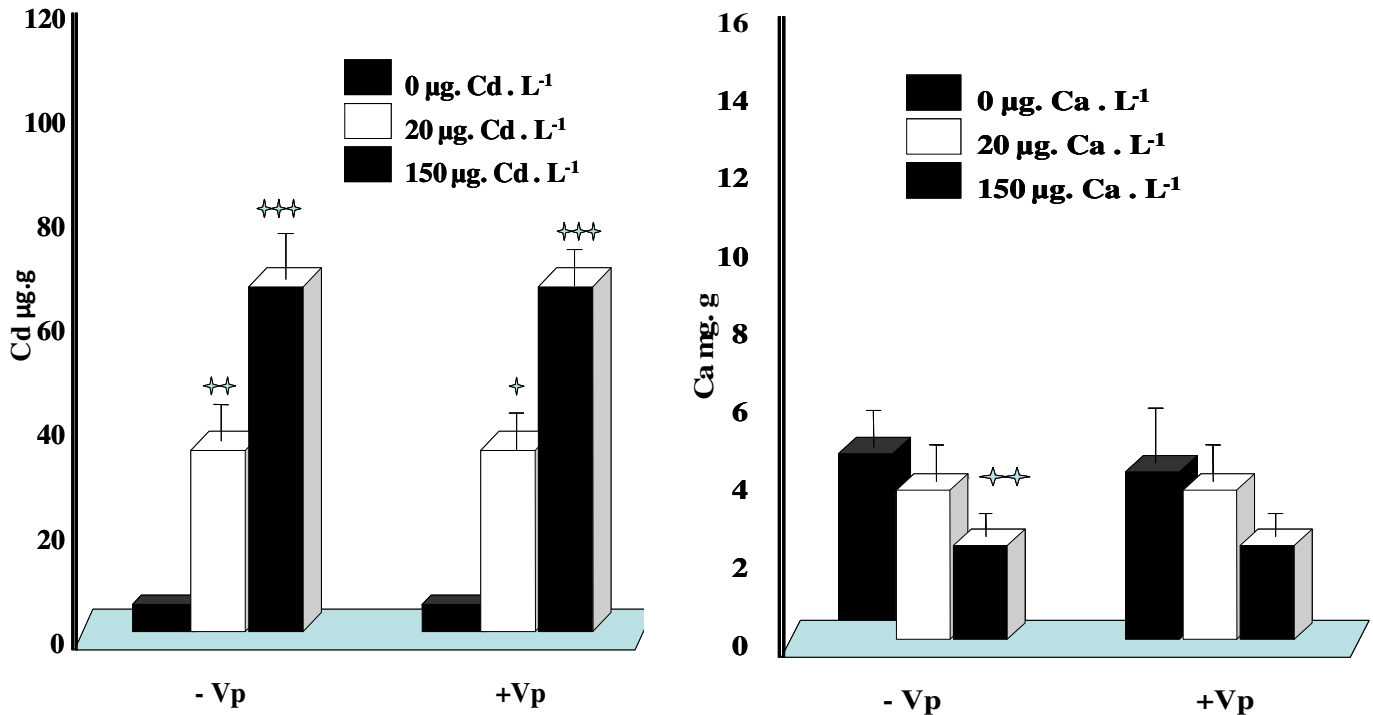 120
100
80
60
40
20
0
Cd µg.g
0 µg. Cd . L-1
20 µg. Cd . L-1
150 µg. Cd . L-1
- Vp
+Vp
16
14
12
10
8
6
4
2
0
Ca mg. g
0 µg. Ca . L-1
20 µg. Ca . L-1
150 µg. Ca . L-1
- Vp
+Vp